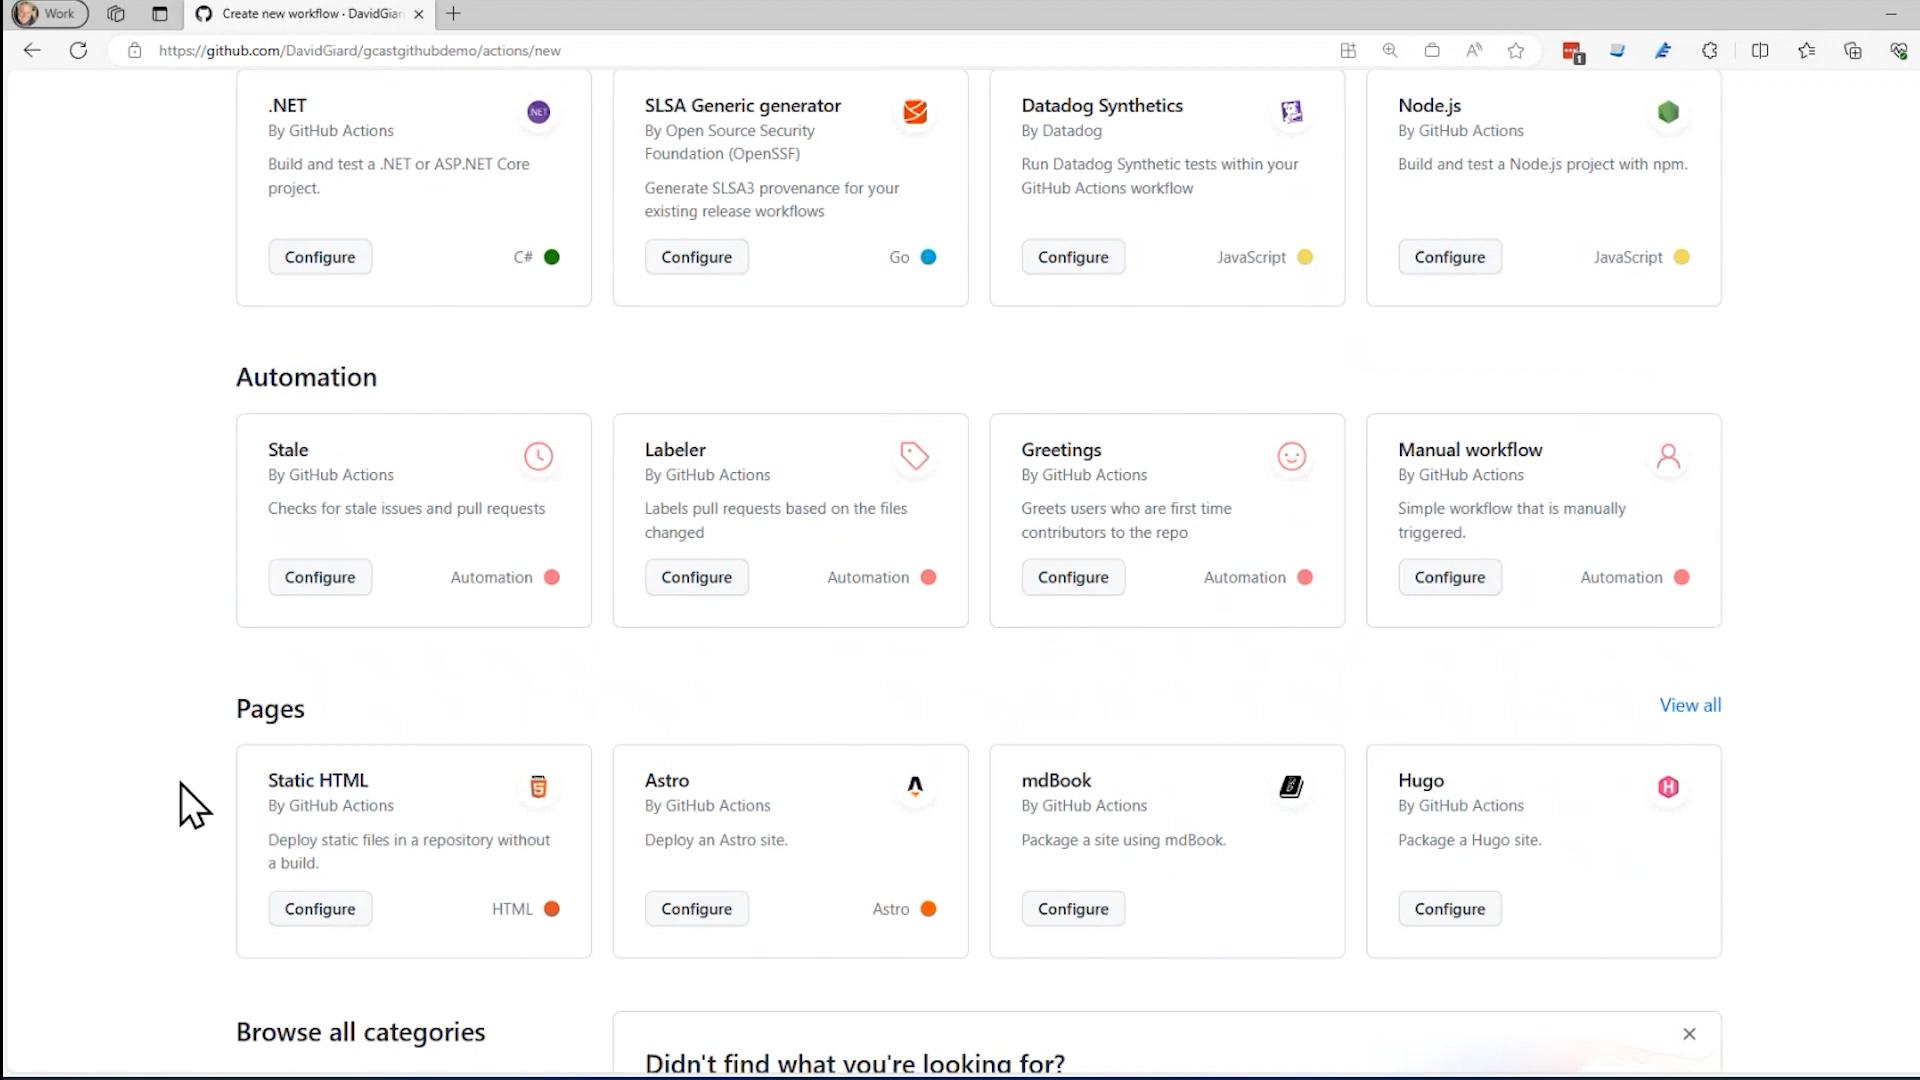 Work
Create new workflow · DavidGiar
https://github.com/DavidGiard/gcastgithubdemo/actions/new
1
.NET
By GitHub Actions
Build and test a .NET or ASP.NET Core
project.
Configure
C#
.NET
SLSA Generic generator
By Open Source Security
Foundation (OpenSSF)
Generate SLSA3 provenance for your
existing release workflows
Configure
Go
Datadog Synthetics
By Datadog
Run Datadog Synthetic tests within your
GitHub Actions workflow
Configure
JavaScript
Node.js
By GitHub Actions
Build and test a Node.js project with npm.
Configure
JavaScript
Automation
Stale
By GitHub Actions
Checks for stale issues and pull requests
Configure
Automation
Labeler
By GitHub Actions
Labels pull requests based on the files
changed
Configure
Automation
Greetings
By GitHub Actions
Greets users who are first time
contributors to the repo
Configure
Automation
Manual workflow
By GitHub Actions
Simple workflow that is manually
triggered.
Configure
Automation
Pages
View all
Static HTML
By GitHub Actions
Deploy static files in a repository without
a build.
Configure
HTML
Astro
By GitHub Actions
Deploy an Astro site.
Configure
Astro
mdBook
By GitHub Actions
Package a site using mdBook.
Configure
Hugo
By GitHub Actions
Package a Hugo site.
Configure
Browse all categories
Didn't find what you're looking for?